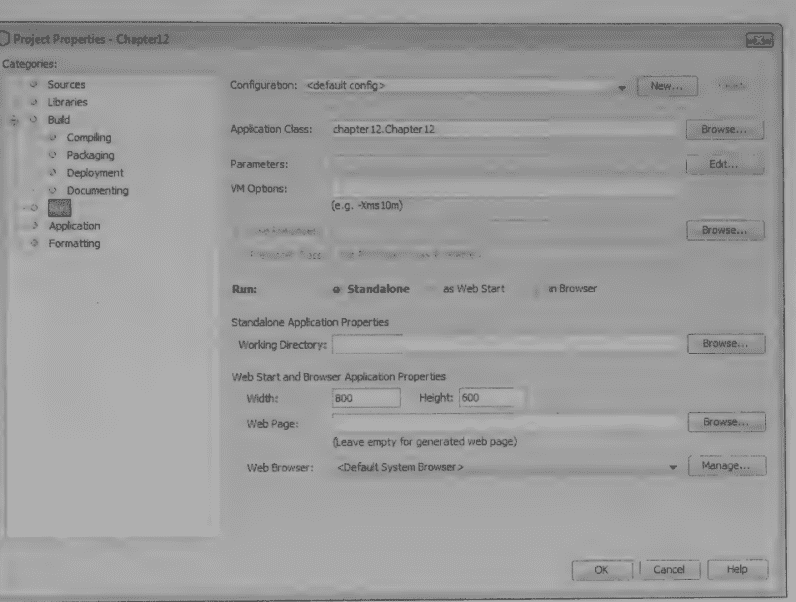 Project Properties - Chapter12
Categories:
Sources
Libraries
Build
Compiling
Packaging
Deployment
Documenting
Application
Formatting
Configuration: <default config>
New...
Application Class: chapter12.Chapter12
Browse...
Parameters:
Edit...
VM Options:
(e.g. -Xms10m)
Browse...
Run: Standalone as Web Start in Browser
Standalone Application Properties
Working Directory:
Browse...
Web Start and Browser Application Properties
Width: 800 Height: 600
Web Page:
Browse...
(Leave empty for generated web page)
Web Browser: <Default System Browser>
Manage...
OK Cancel Help